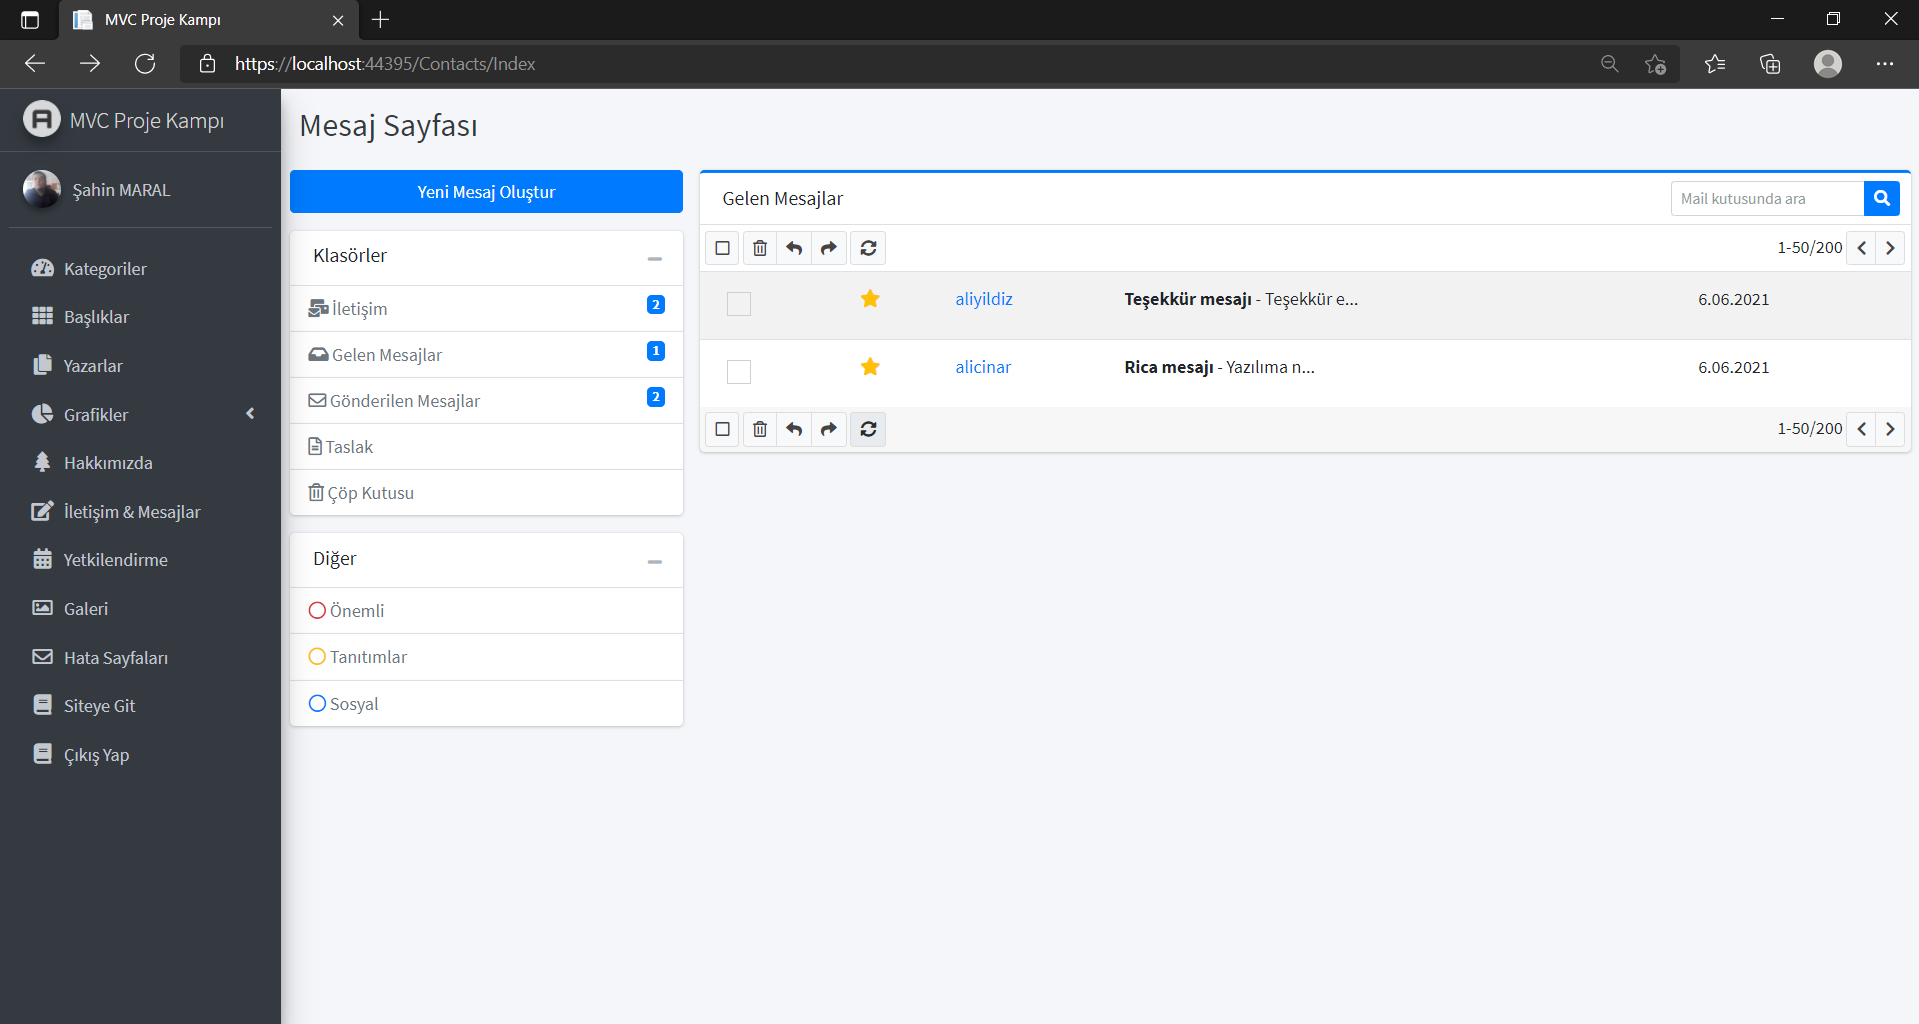 MVC Proje Kampı
https://localhost:44395/Contacts/Index
MVC Proje Kampı
Şahin MARAL
Kategoriler
Başlıklar
Yazarlar
Grafikler
Hakkımızda
İletişim & Mesajlar
Yetkilendirme
Galeri
Hata Sayfaları
Siteye Git
Çıkış Yap
Mesaj Sayfası
Yeni Mesaj Oluştur
Klasörler
İletişim 2
Gelen Mesajlar 1
Gönderilen Mesajlar 2
Taslak
Çöp Kutusu
Diğer
Önemli
Tanıtımlar
Sosyal
Gelen Mesajlar
Mail kutusunda ara
1-50/200
aliyildiz Teşekkür mesajı - Teşekkür e... 6.06.2021
alicinar Rica mesajı - Yazılıma n... 6.06.2021
1-50/200